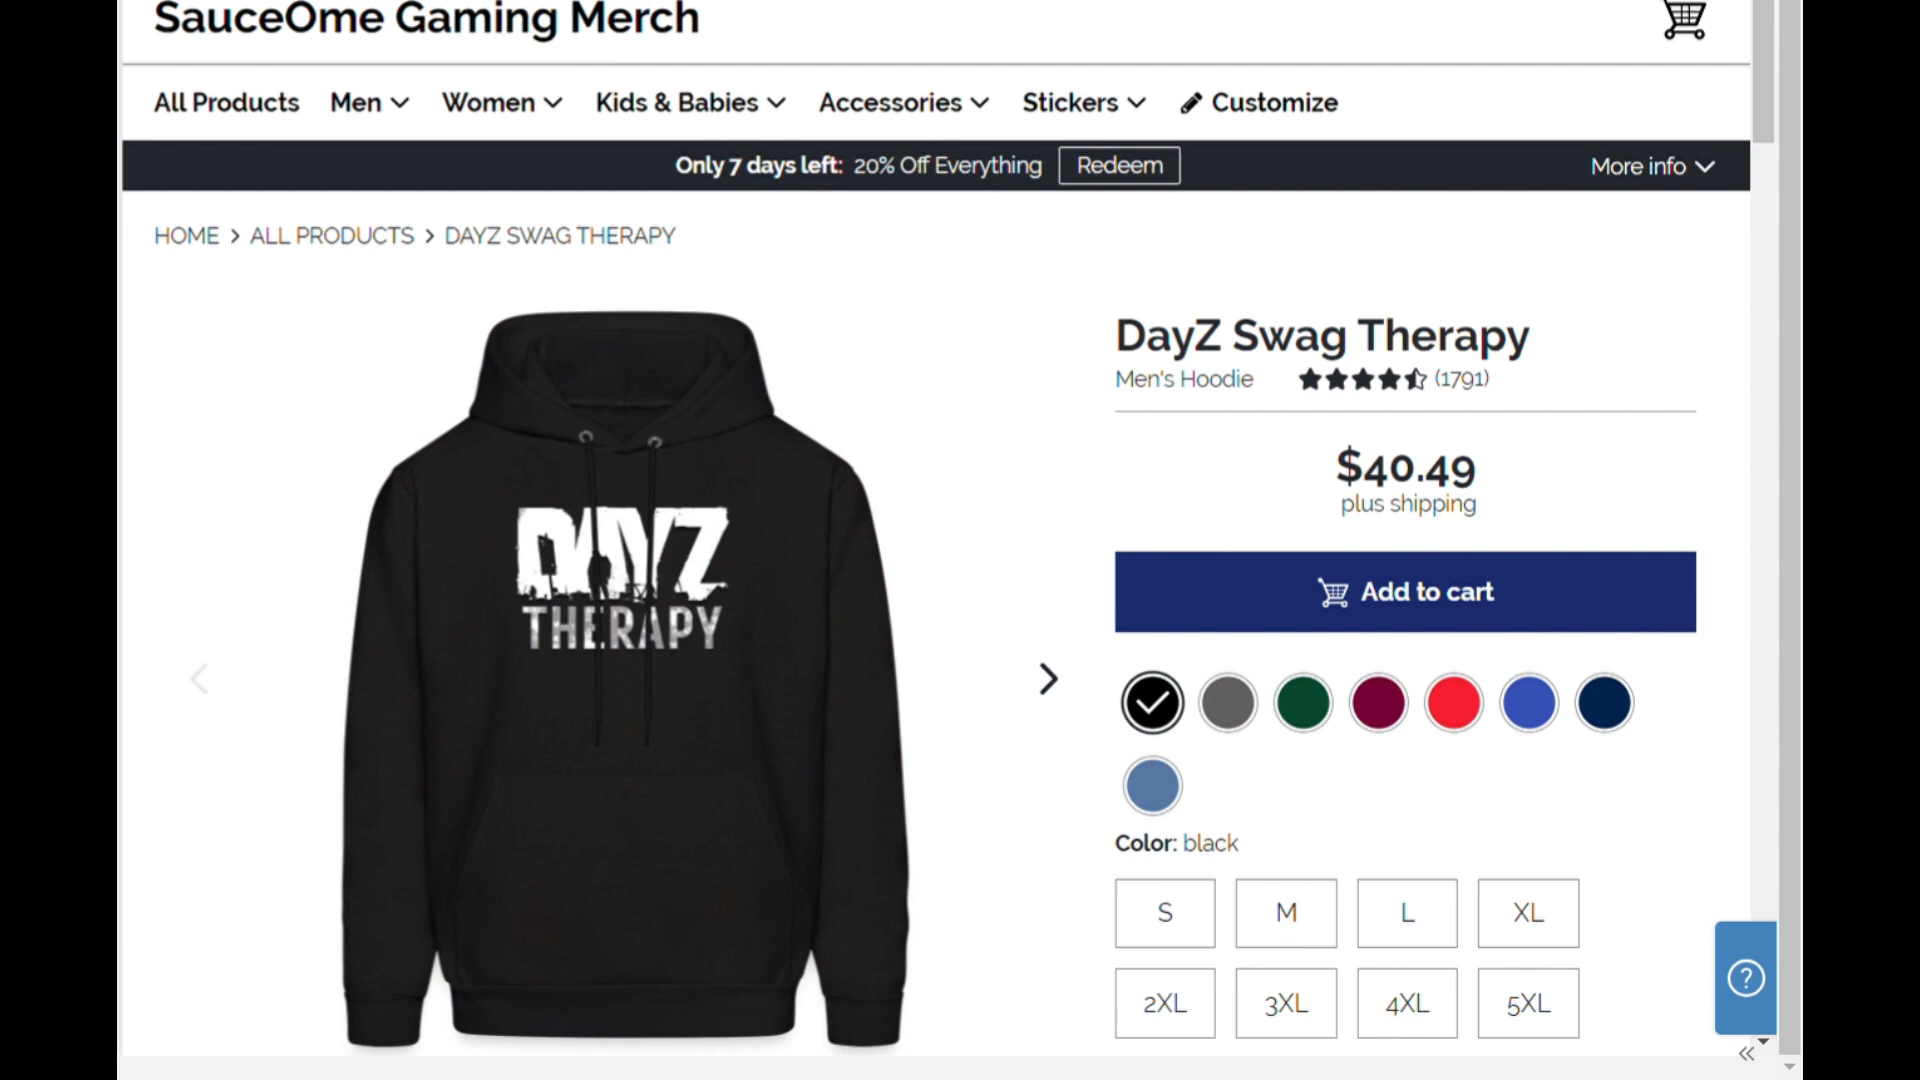 SauceOme Gaming Merch
All Products Men Women Kids & Babies Accessories Stickers Customize
Only 7 days left: 20% Off Everything Redeem More info
HOME > ALL PRODUCTS > DAYZ SWAG THERAPY
DayZ Swag Therapy
Men's Hoodie (1791)
$40.49
plus shipping
Add to cart
DAYZ
THERAPY
Color: black
S M L XL
2XL 3XL 4XL 5XL
?